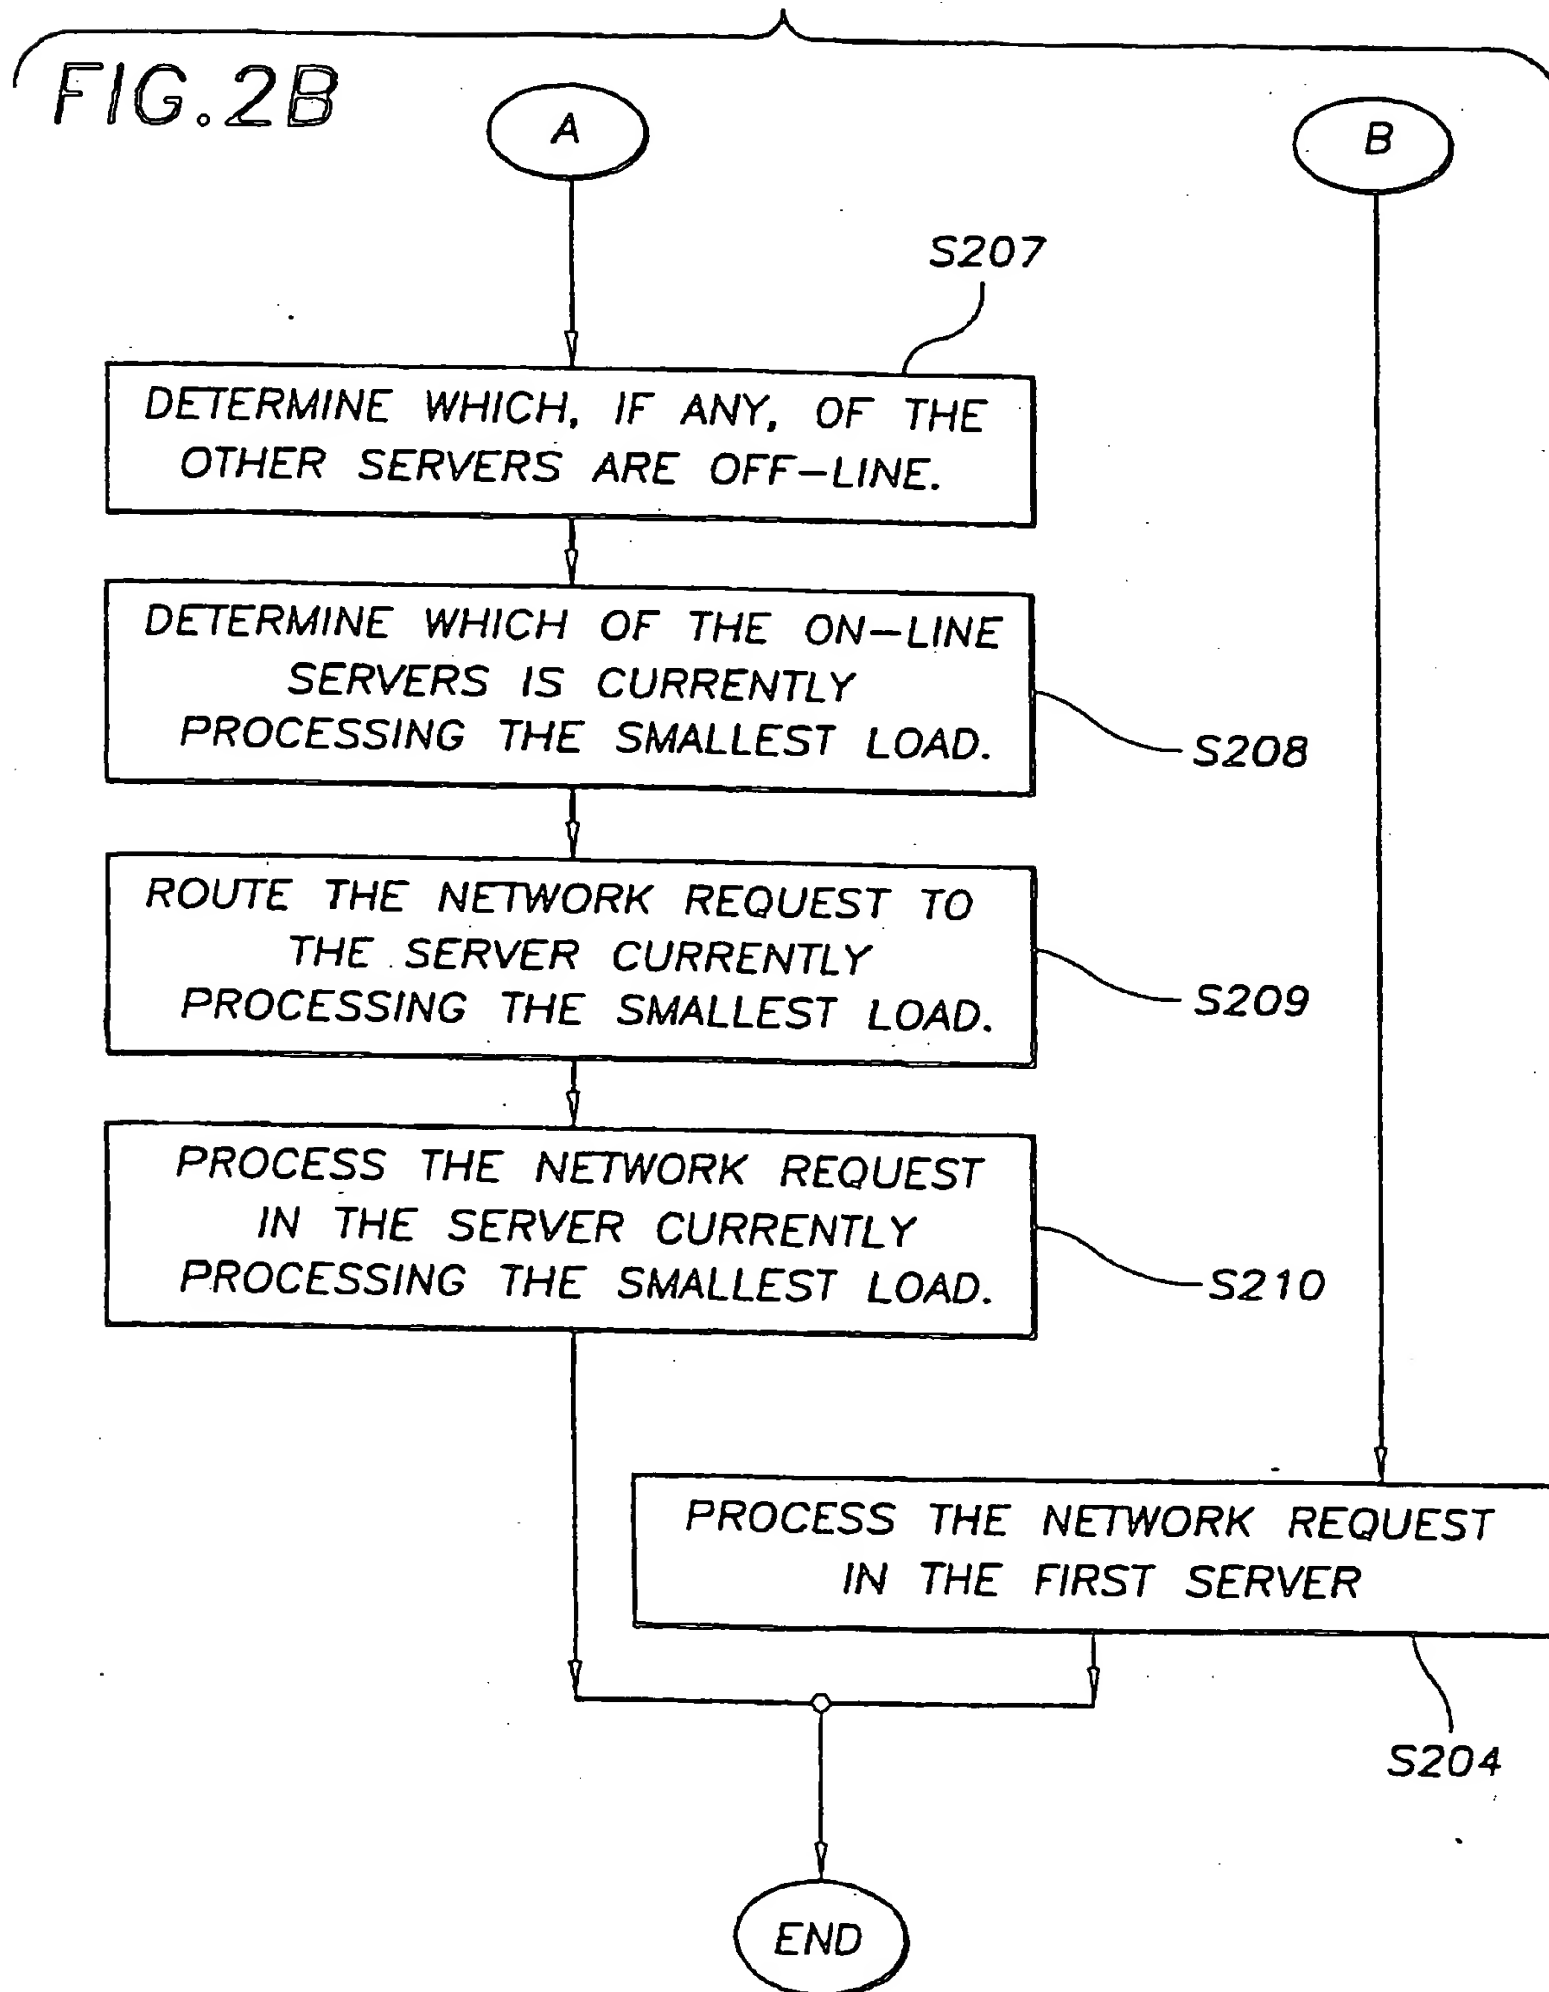 FIG.2B
A
B
S207
DETERMINE WHICH, IF ANY, OF THE
OTHER SERVERS ARE OFF-LINE.
DETERMINE WHICH OF THE ON-LINE
SERVERS IS CURRENTLY
PROCESSING THE SMALLEST LOAD.
S208
ROUTE THE NETWORK REQUEST TO
THE SERVER CURRENTLY
PROCESSING THE SMALLEST LOAD.
S209
PROCESS THE NETWORK REQUEST
IN THE SERVER CURRENTLY
PROCESSING THE SMALLEST LOAD.
S210
PROCESS THE NETWORK REQUEST
IN THE FIRST SERVER
S204
END